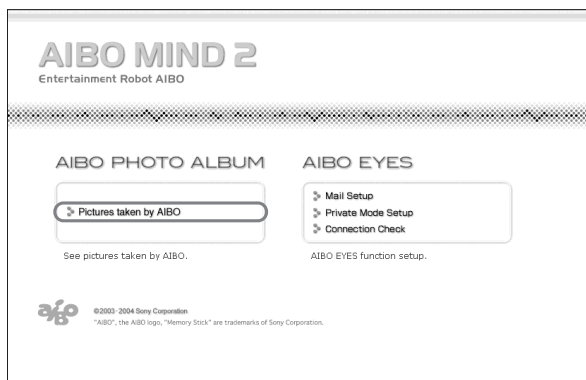 AIBO MIND 2
Entertainment Robot AIBO
AIBO PHOTO ALBUM
Pictures taken by AIBO
See pictures taken by AIBO.
AIBO EYES
Mail Setup
Private Mode Setup
Connection Check
AIBO EYES function setup.
aibo
©2003- 2004 Sony Corporation
"AIBO", the AIBO logo, "Memory Stick" are trademarks of Sony Corporation.